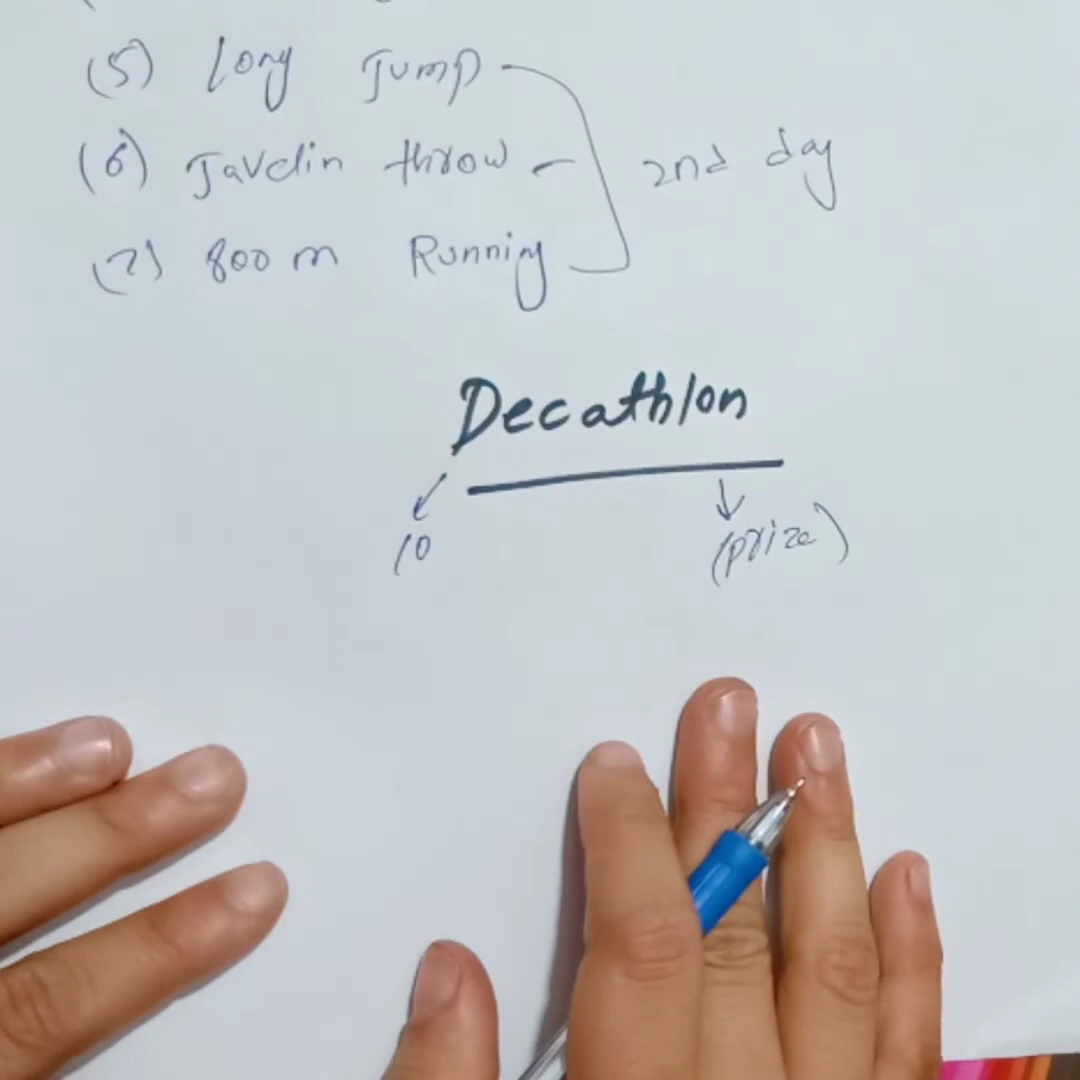 (5) Long Jump
(6) Javelin throw - 2nd day
(7) 800 m Running
Decathlon
10 (prize)